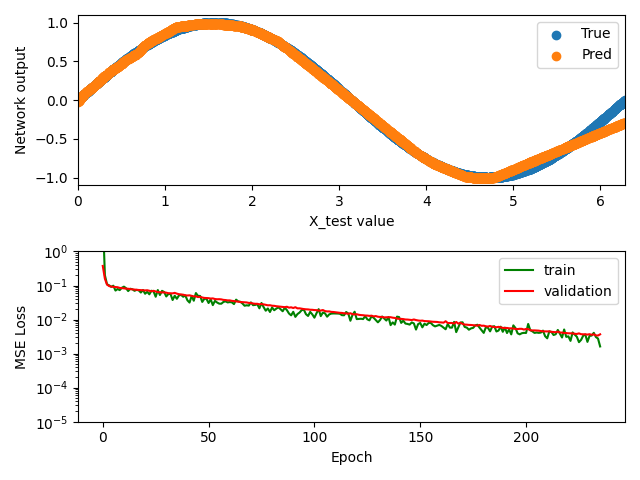 1.0
0.5
0.0
−0.5
−1.0
Network output
0
1
2
3
4
5
6
X_test value
True
Pred
10^0
10^−1
10^−2
10^−3
10^−4
10^−5
MSE Loss
0
50
100
150
200
Epoch
train
validation